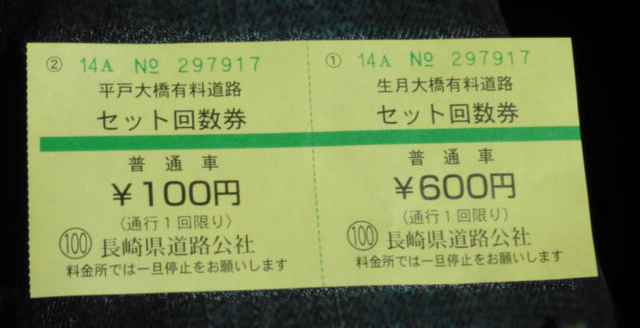 ② 14A № 297917
平戸大橋有料道路
セット回数券
普通車
¥100円
(通行1回限り)
100 長崎県道路公社
料金所では一旦停止をお願いします
① 14A № 297917
生月大橋有料道路
セット回数券
普通車
¥600円
(通行1回限り)
100 長崎県道路公社
料金所では一旦停止をお願いします